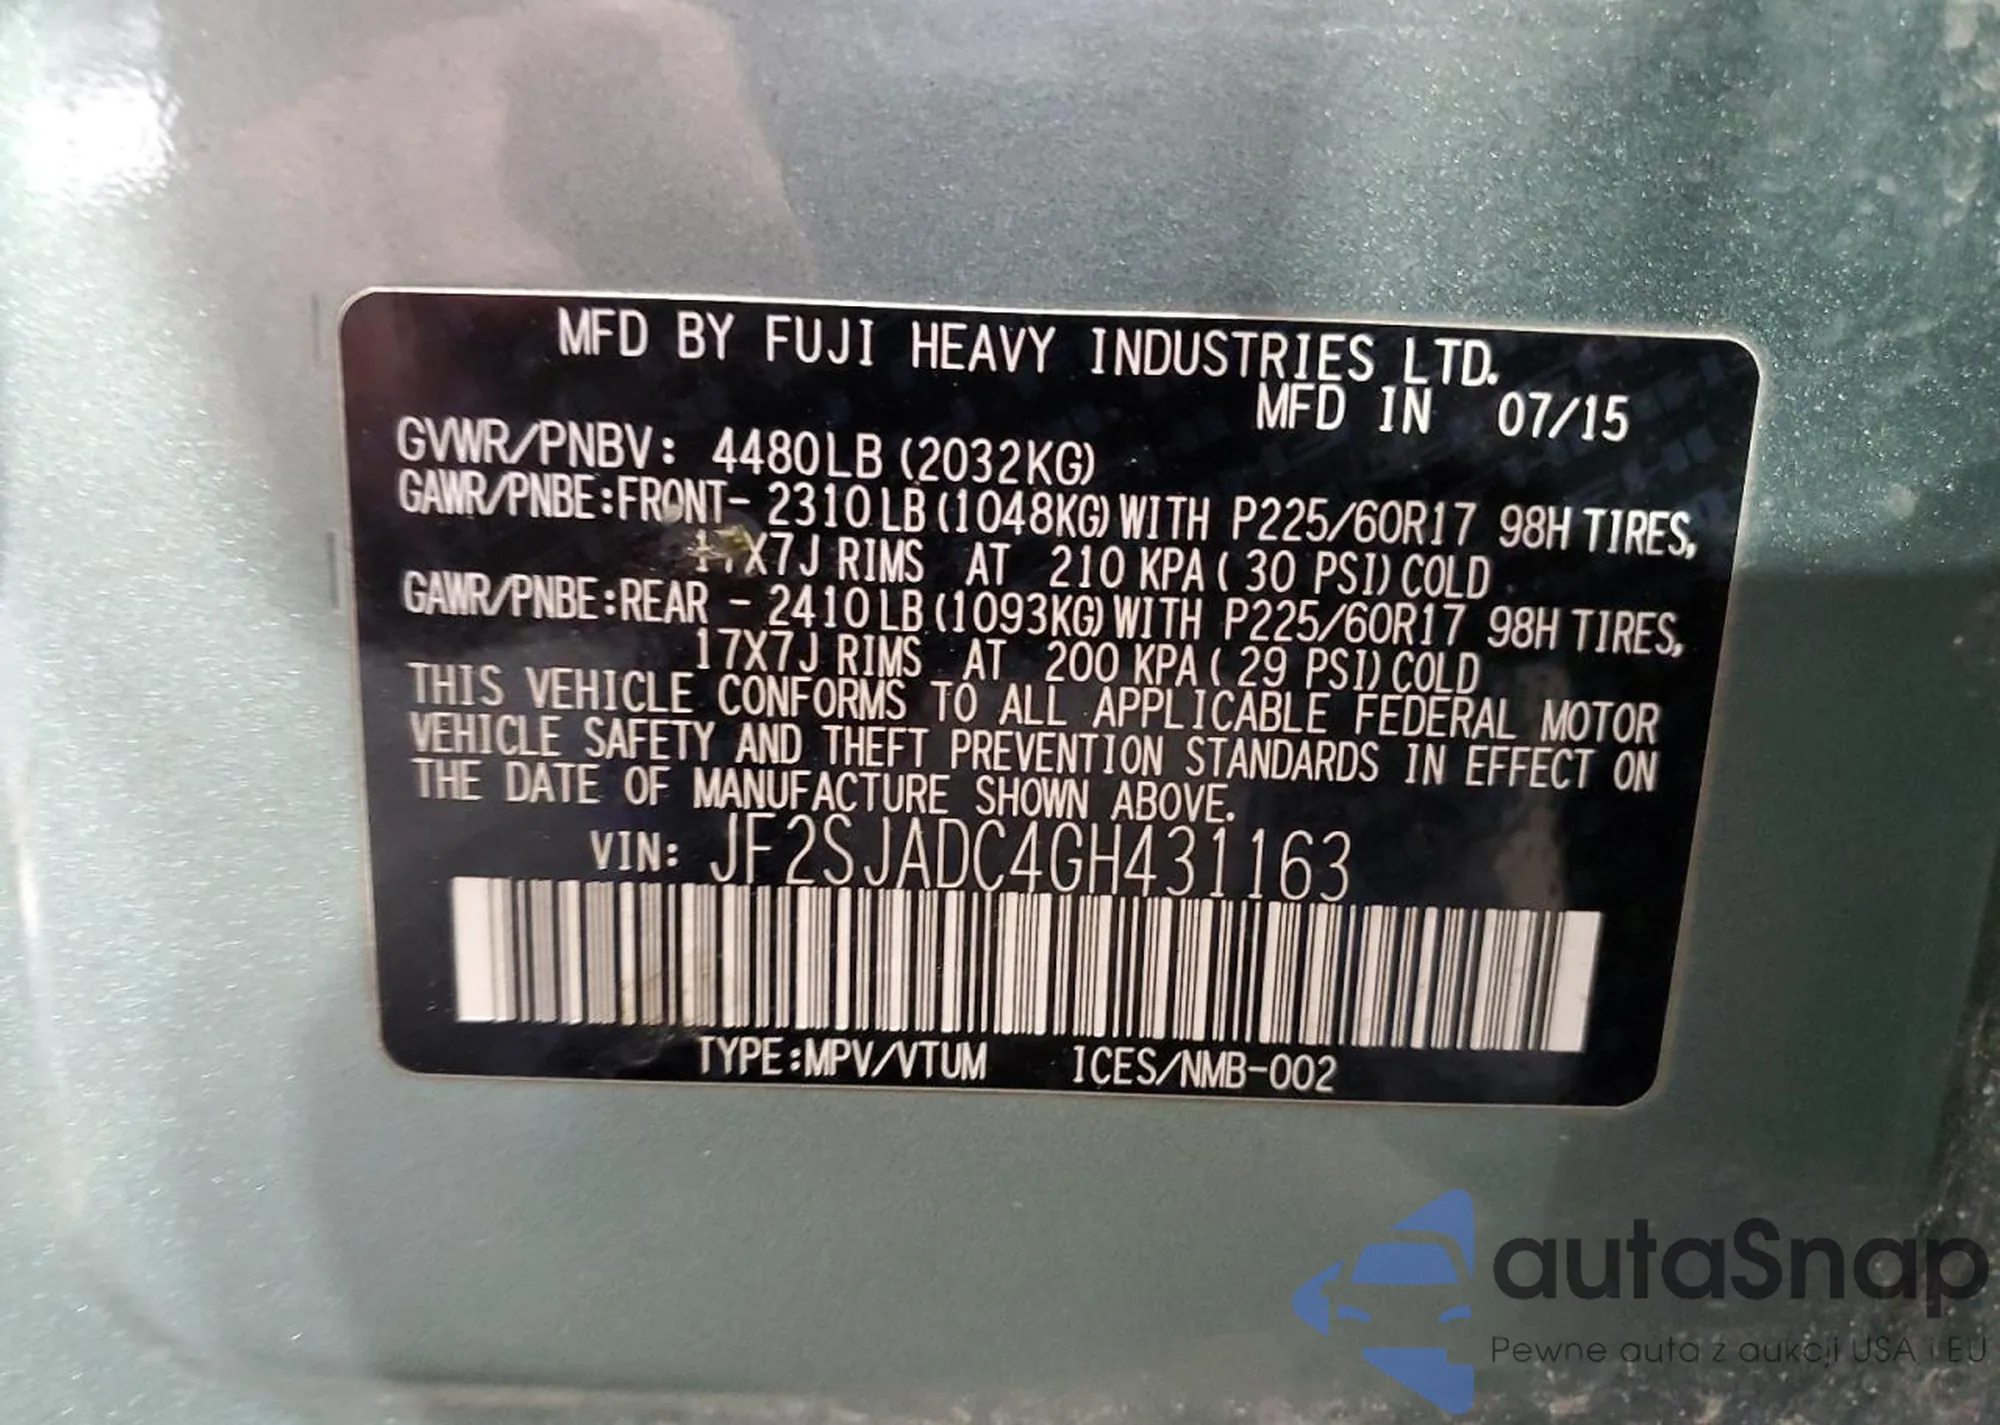 MFD BY FUJI HEAVY INDUSTRIES LTD.
MFD IN 07/15
GVWR/PNBV: 4480LB (2032KG)
GAWR/PNBE:FRONT- 2310LB (1048KG) WITH P225/60R17 98H TIRES,
17X7J RIMS AT 210 KPA ( 30 PSI) COLD
GAWR/PNBE:REAR - 2410LB (1093KG) WITH P225/60R17 98H TIRES,
17X7J RIMS AT 200 KPA ( 29 PSI) COLD
THIS VEHICLE CONFORMS TO ALL APPLICABLE FEDERAL MOTOR
VEHICLE SAFETY AND THEFT PREVENTION STANDARDS IN EFFECT ON
THE DATE OF MANUFACTURE SHOWN ABOVE.
VIN: JF2SJADC4GH431163
TYPE:MPV/VTUM ICES/NMB-002
autaSnap
Pewne auta z aukcji USA i EU